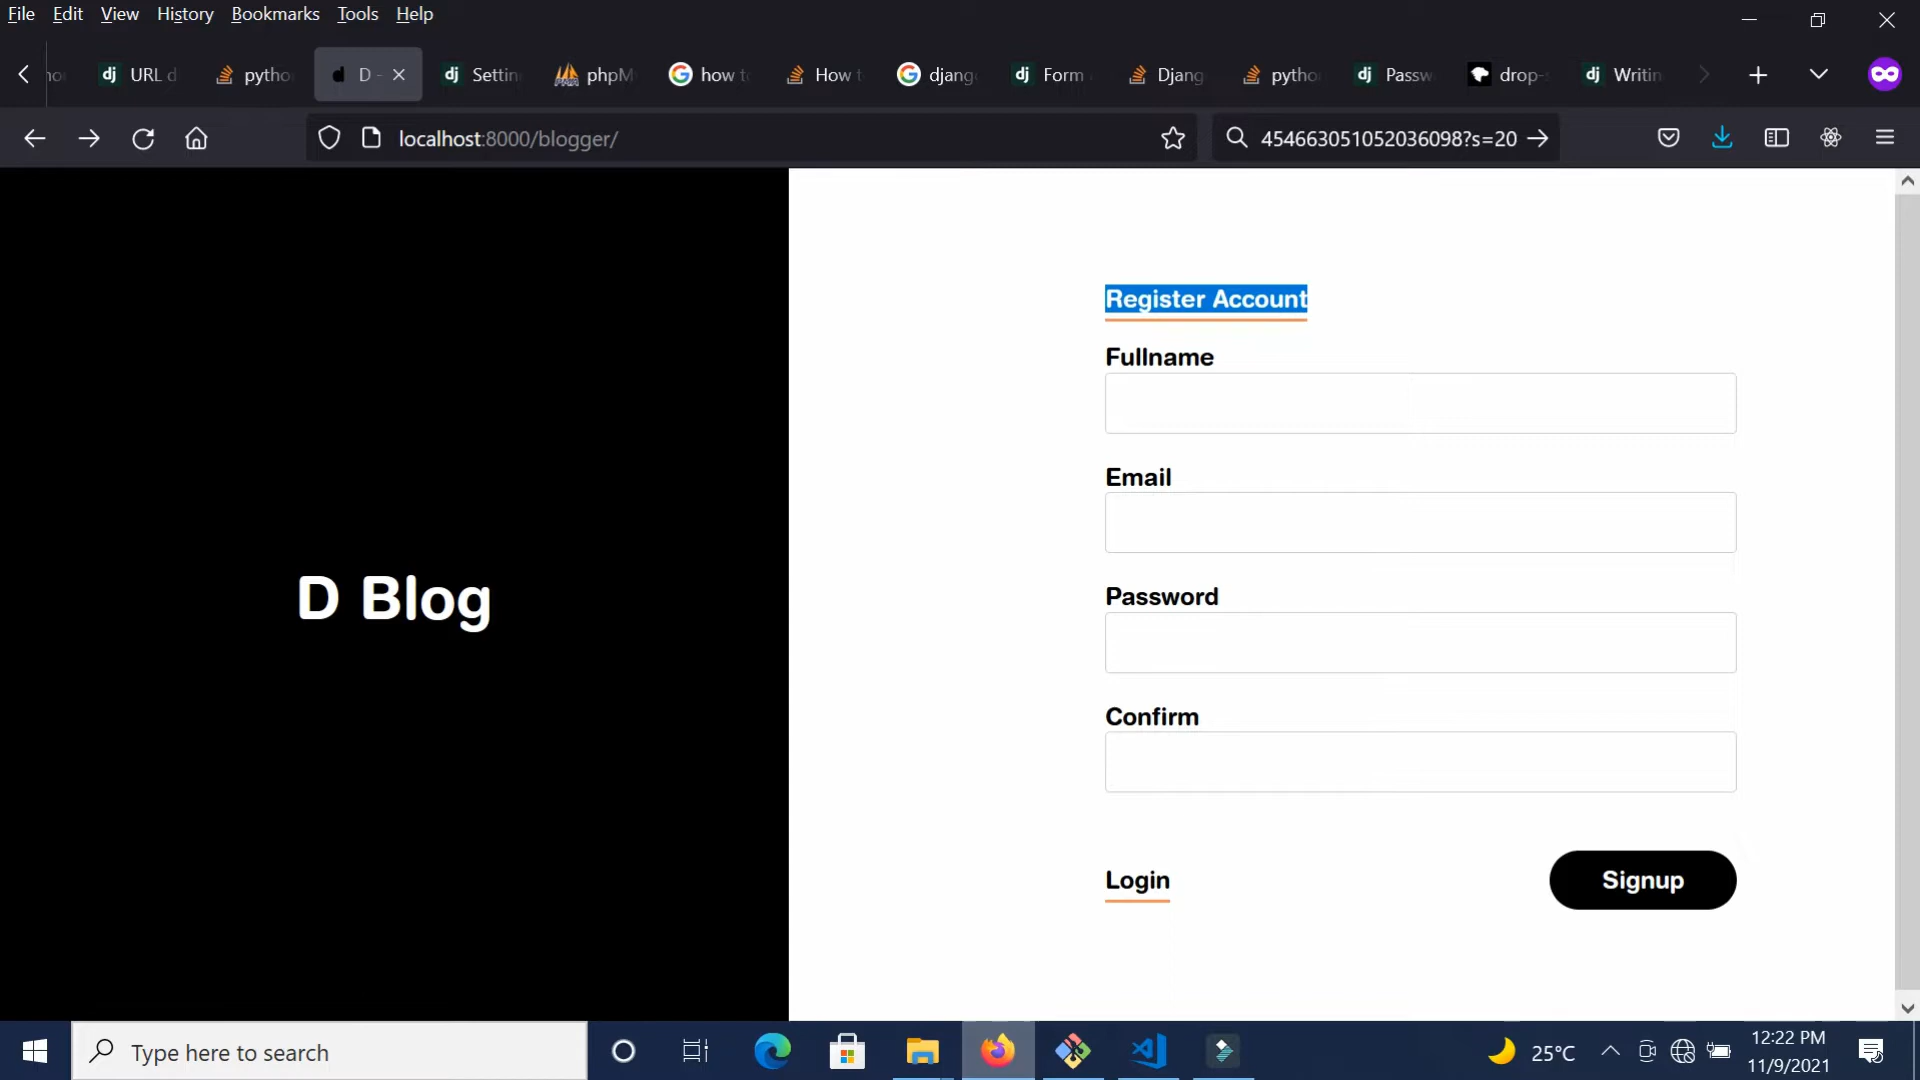 File Edit View History Bookmarks Tools Help
URL d
pytho
D -
Settin
phpM
how t
How t
djang
Form
Djang
pytho
Passw
drop-
Writin
localhost:8000/blogger/
454663051052036098?s=20
Register Account
Fullname
Email
D Blog
Password
Confirm
Login
Signup
Type here to search
25°C
12:22 PM
11/9/2021